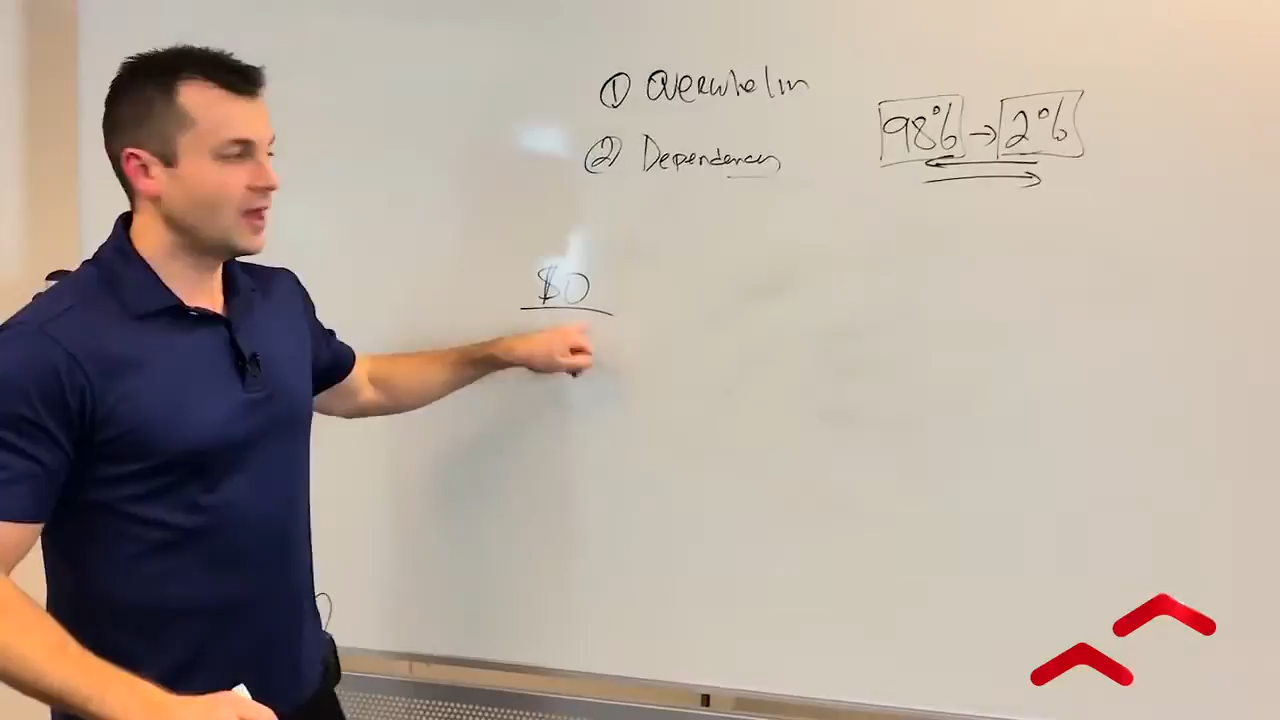 ① Overwhelm
② Dependency
98% → 2%
$0